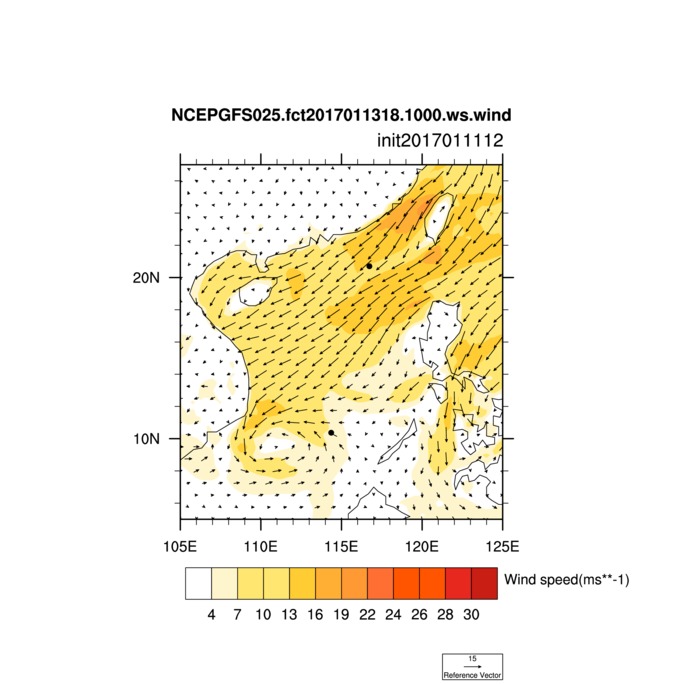 NCEPGFS025.fct2017011318.1000.ws.wind
init2017011112
20N
10N
105E 110E 115E 120E 125E
Wind speed(ms**-1)
4 7 10 13 16 19 22 24 26 28 30
15
Reference Vector